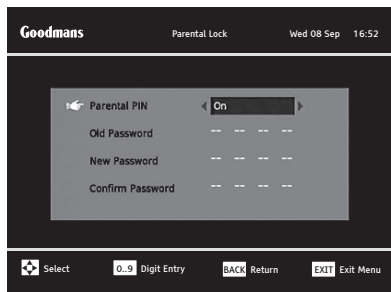 Goodmans Parental Lock Wed 08 Sep 16:52
Parental PIN On
Old Password -- -- -- --
New Password -- -- -- --
Confirm Password -- -- -- --
Select 0..9 Digit Entry BACK Return EXIT Exit Menu